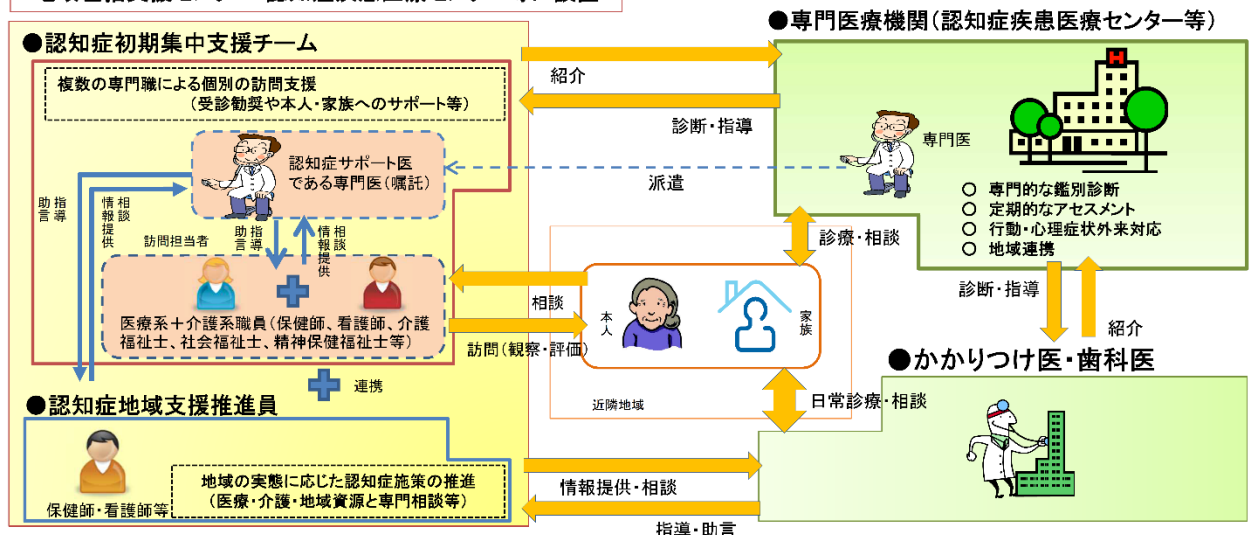 ●認知症初期集中支援チーム
複数の専門職による個別の訪問支援
(受診勧奨や本人・家族へのサポート等)
認知症サポート医
である専門医(嘱託)
指導
助言
相談
情報提供
訪問担当者
指導
助言
相談
情報提供
医療系+介護系職員(保健師、看護師、介護
福祉士、社会福祉士、精神保健福祉士等)
連携
●認知症地域支援推進員
地域の実態に応じた認知症施策の推進
(医療・介護・地域資源と専門相談等)
保健師・看護師等
紹介
診断・指導
派遣
相談
訪問(観察・評価)
本人
家族
近隣地域
診療・相談
日常診療・相談
情報提供・相談
指導・助言
●専門医療機関(認知症疾患医療センター等)
専門医
H
○ 専門的な鑑別診断
○ 定期的なアセスメント
○ 行動・心理症状外来対応
○ 地域連携
診断・指導
紹介
●かかりつけ医・歯科医